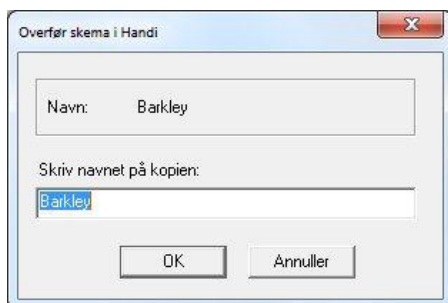 Overfør skema i Handi
Navn: Barkley
Skriv navnet på kopien:
Barkley
OK Annuller